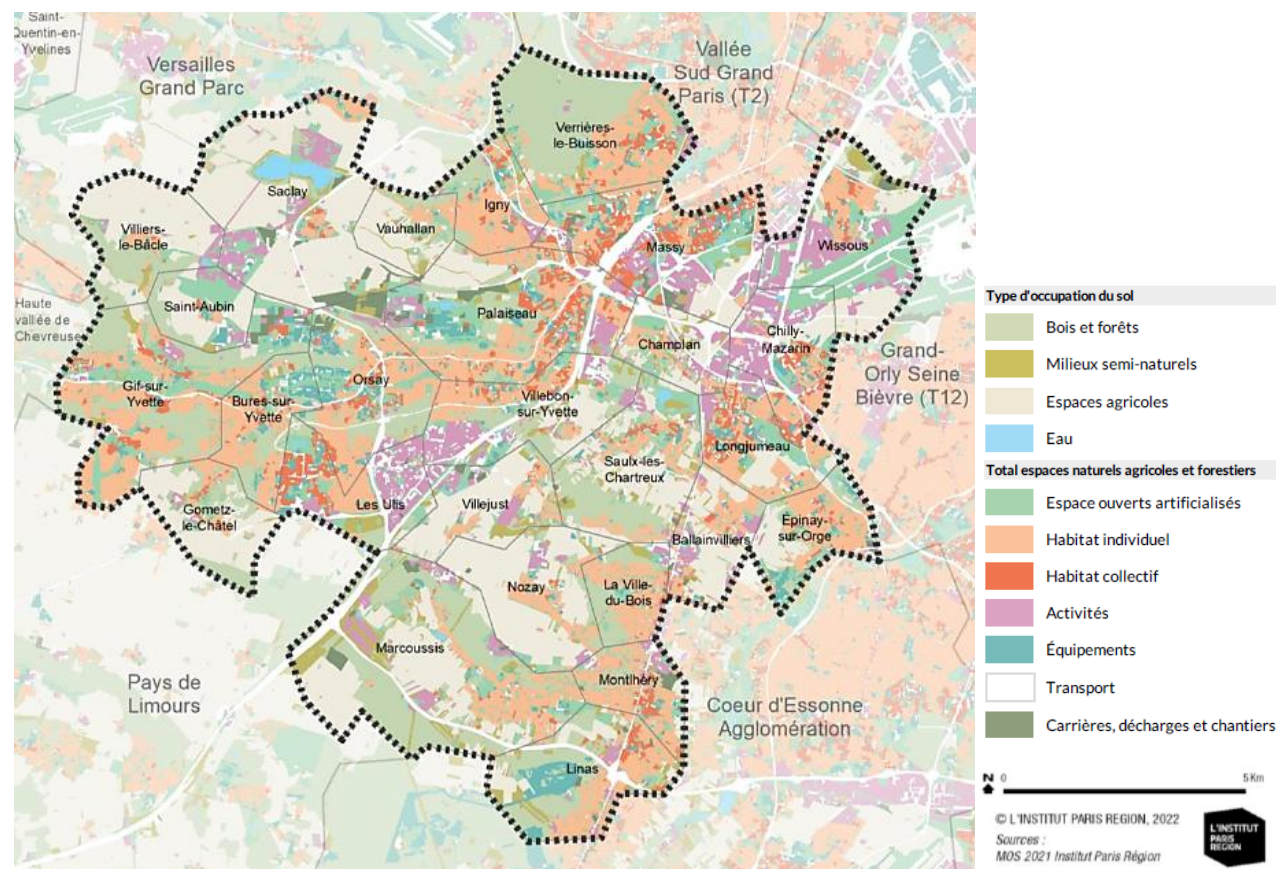 Saint-
Quentin-en-
Yvelines
Versailles
Grand Parc
Vallée
Sud Grand
Paris (T2)
Verrières-
le-Buisson
Saclay
Igny
Vauhallan
Villiers-
le-Bâcle
Massy
Wissous
Haute
vallée de
Chevreuse
Saint-Aubin
Palaiseau
Champlan
Chilly-
Mazarin
Grand-
Orly Seine
Bièvre (T12)
Gif-sur-
Yvette
Bures-sur-
Yvette
Orsay
Villebon-
sur-Yvette
Longjumeau
Saulx-les-
Chartreux
Gometz-
le-Châtel
Les Ulis
Villejust
Ballainvilliers
Épinay-
sur-Orge
Nozay
La Ville-
du-Bois
Marcoussis
Montlhéry
Pays de
Limours
Coeur d'Essonne
Agglomération
Linas
Type d'occupation du sol
Bois et forêts
Milieux semi-naturels
Espaces agricoles
Eau
Total espaces naturels agricoles et forestiers
Espace ouverts artificialisés
Habitat individuel
Habitat collectif
Activités
Équipements
Transport
Carrières, décharges et chantiers
N 0 5 Km
© L'INSTITUT PARIS REGION, 2022
Sources :
MOS 2021 Institut Paris Région
L'INSTITUT
PARIS
REGION